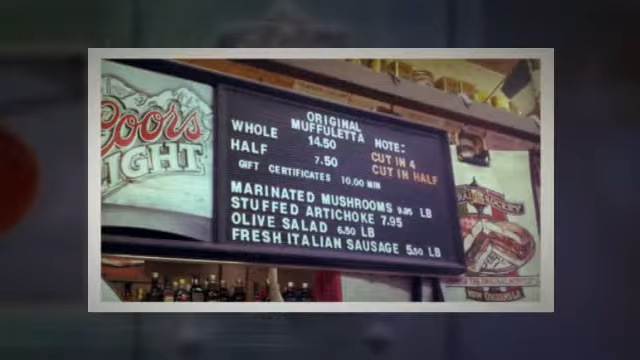 Coors
LIGHT
ORIGINAL
MUFFULETTA
NOTE:
WHOLE 14.50 CUT IN 4
HALF 7.50 CUT IN HALF
GIFT CERTIFICATES 10.00 MIN
MARINATED MUSHROOMS 9.85 LB
STUFFED ARTICHOKE 7.95
OLIVE SALAD 6.50 LB
FRESH ITALIAN SAUSAGE 5.50 LB